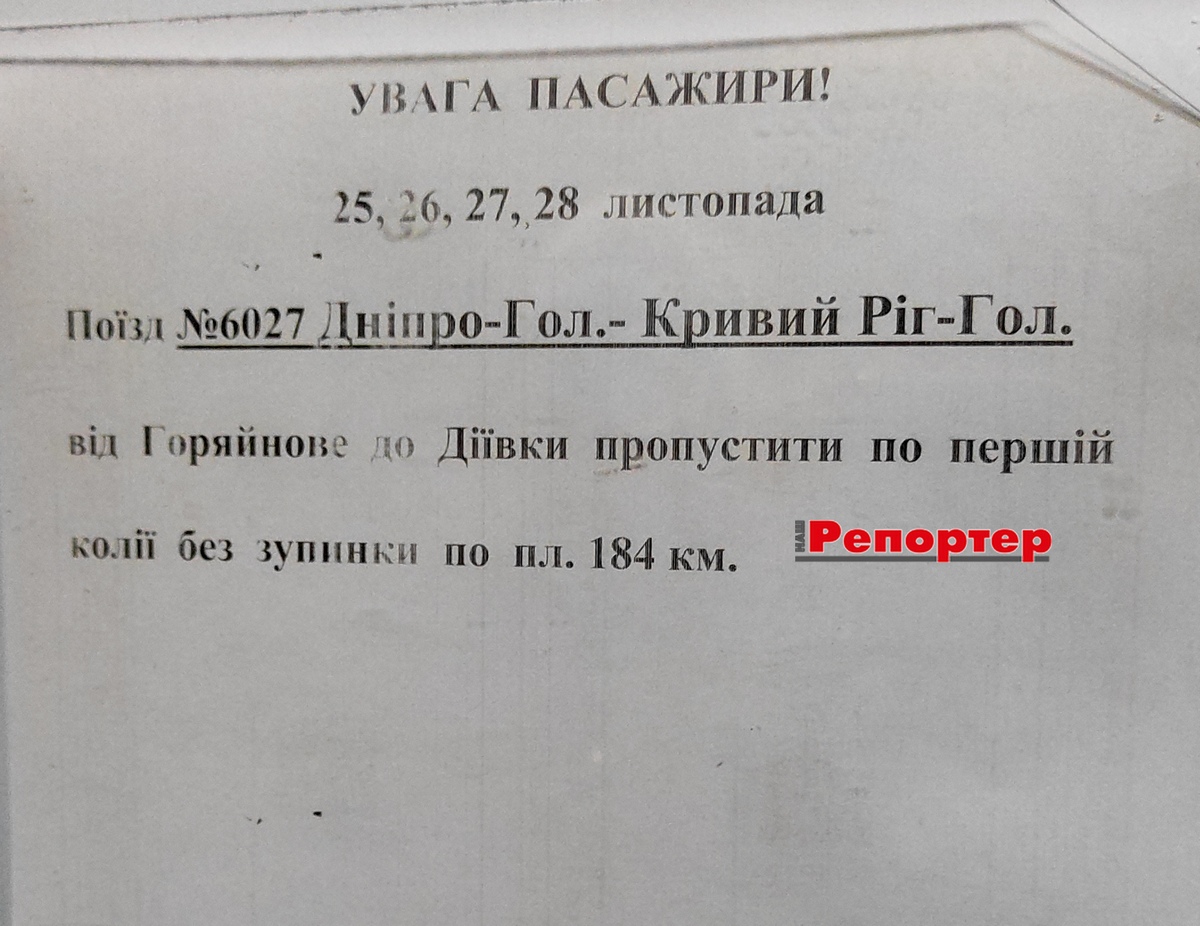 УВАГА ПАСАЖИРИ!
25, 26, 27, 28 листопада
Поїзд №6027 Дніпро-Гол.- Кривий Ріг-Гол.
від Горяйнове до Діївки пропустити по першій
колії без зупинки по пл. 184 км.
НАШ Репортер